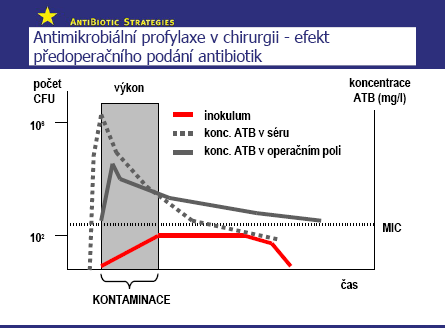 ANTIBIOTIC STRATEGIES
Antimikrobiální profylaxe v chirurgii - efekt
předoperačního podání antibiotik
počet
CFU
výkon
koncentrace
ATB (mg/l)
10⁶
inokulum
konc. ATB v séru
konc. ATB v operačním poli
MIC
10²
čas
KONTAMINACE